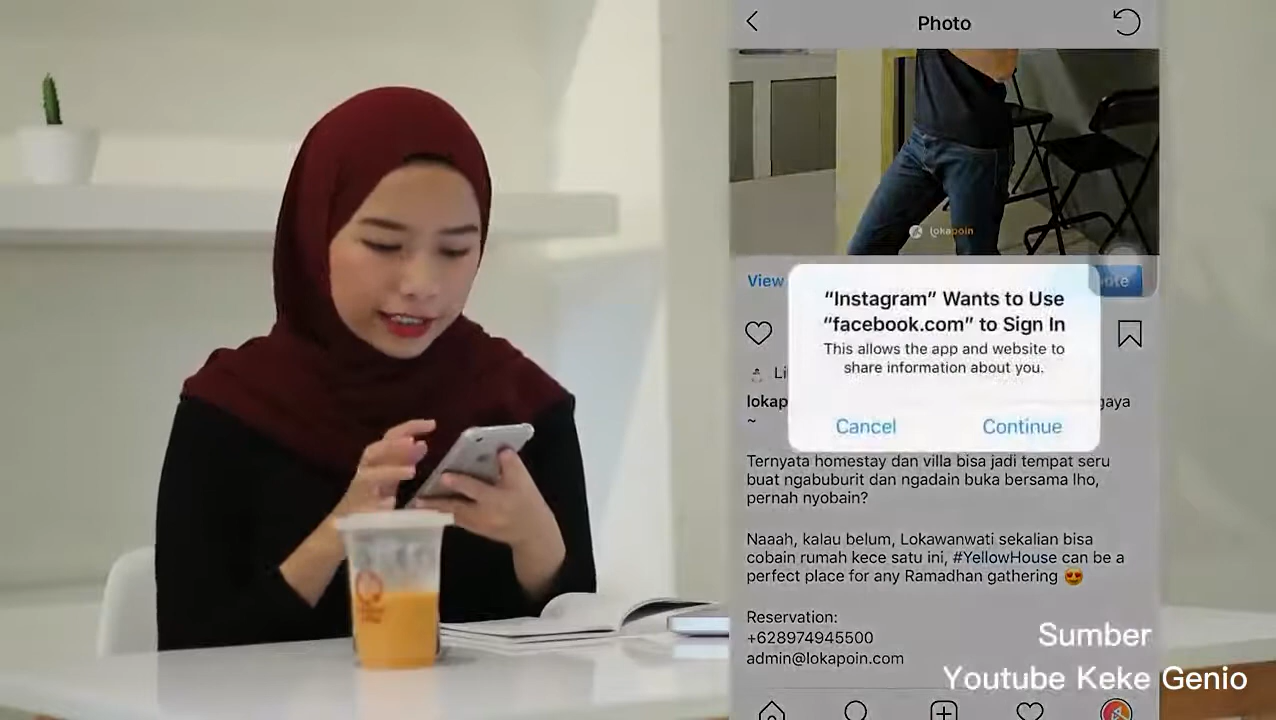 Photo
lokapoin
View
"Instagram" Wants to Use
"facebook.com" to Sign In
This allows the app and website to
share information about you.
Li
lokap
gaya
~
Cancel
Continue
Ternyata homestay dan villa bisa jadi tempat seru
buat ngabuburit dan ngadain buka bersama lho,
pernah nyobain?
Naaah, kalau belum, Lokawanwati sekalian bisa
cobain rumah kece satu ini, #YellowHouse can be a
perfect place for any Ramadhan gathering 😍
Reservation:
+628974945500
admin@lokapoin.com
Sumber
Youtube Keke Genio